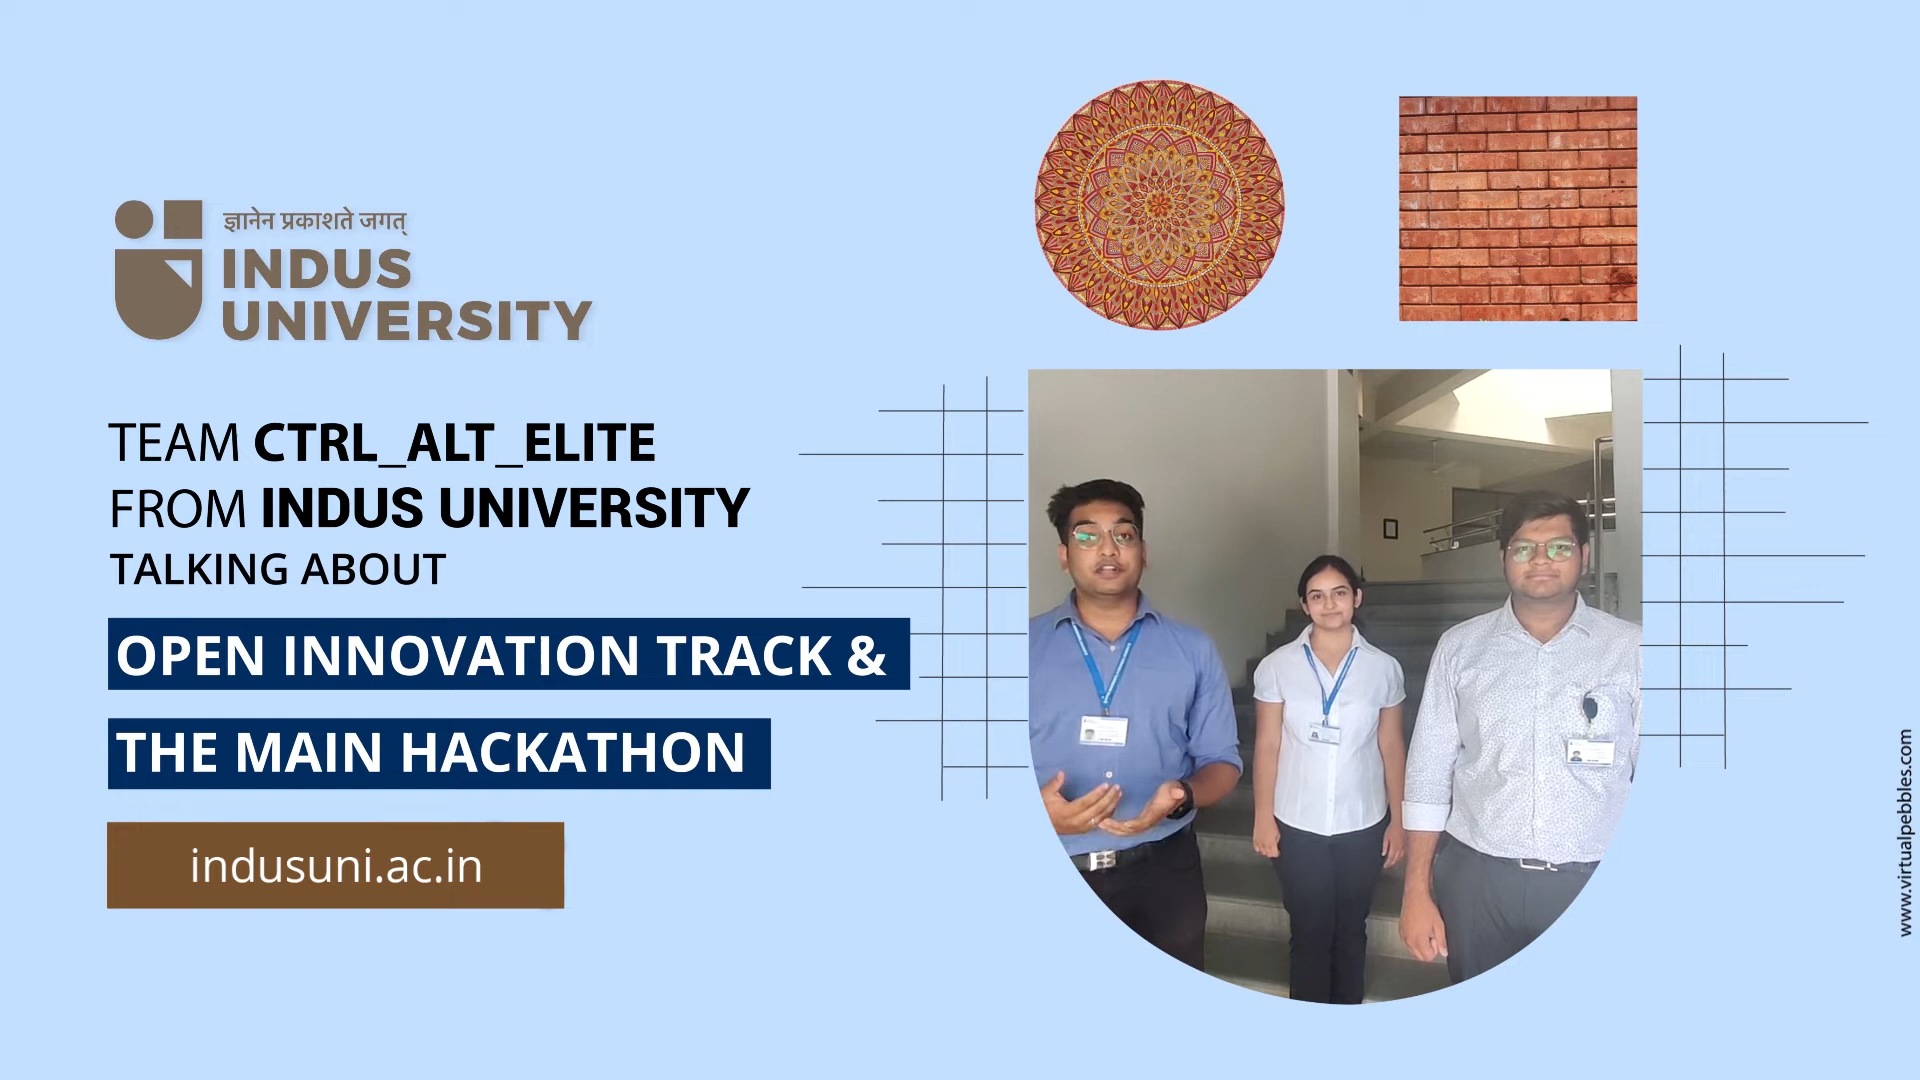 ज्ञानेन प्रकाशते जगत्
INDUS
UNIVERSITY
TEAM CTRL_ALT_ELITE
FROM INDUS UNIVERSITY
TALKING ABOUT
OPEN INNOVATION TRACK &
THE MAIN HACKATHON
indusuni.ac.in
www.virtualpebbles.com